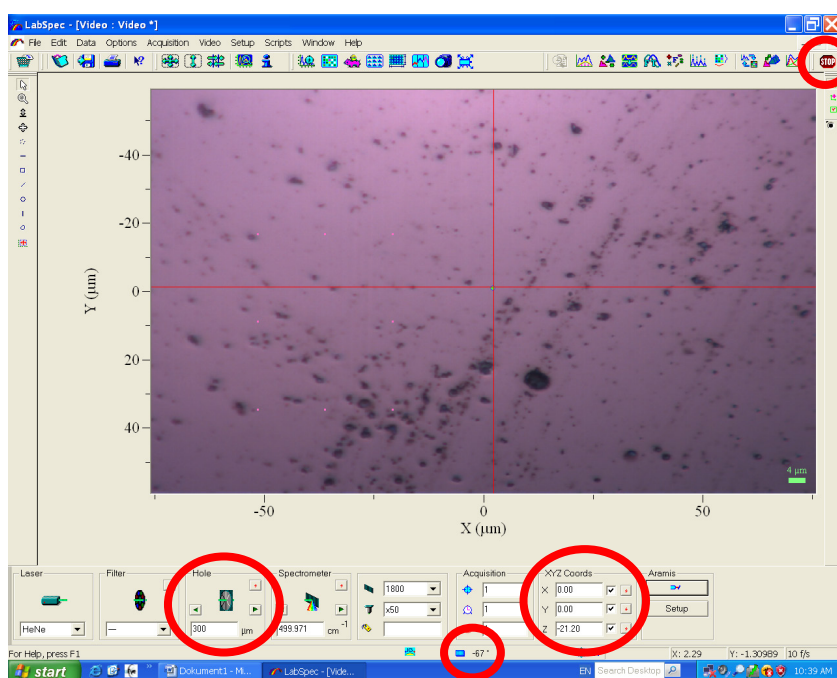 LabSpec - [Video : Video *]
File Edit Data Options Acquisition Video Setup Scripts Window Help
STOP
-40
-20
0
20
40
Y (µm)
4 µm
-50 0 50
X (µm)
Laser Filter Hole Spectrometer Acquisition XYZ Coords Aramis
1800 1 X 0.00
x50 1 Y 0.00 Setup
HeNe --- 300 µm 499.971 cm-1 Z -21.20
For Help, press F1 -67° X: 2.29 Y: -1.30989 10 f/s
start Dokument1 - M... LabSpec - [Vide... EN Search Desktop 10:39 AM